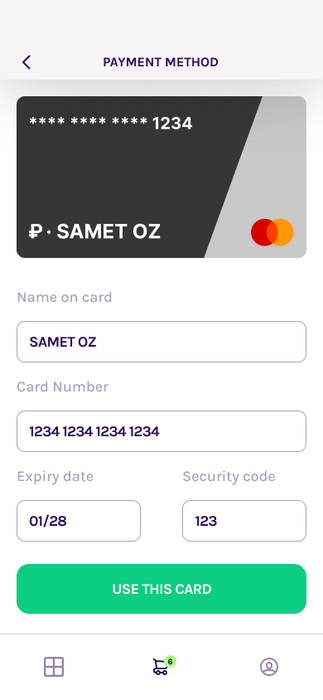 PAYMENT METHOD
**** **** **** 1234
₽ · SAMET OZ
Name on card
SAMET OZ
Card Number
1234 1234 1234 1234
Expiry date Security code
01/28 123
USE THIS CARD
6